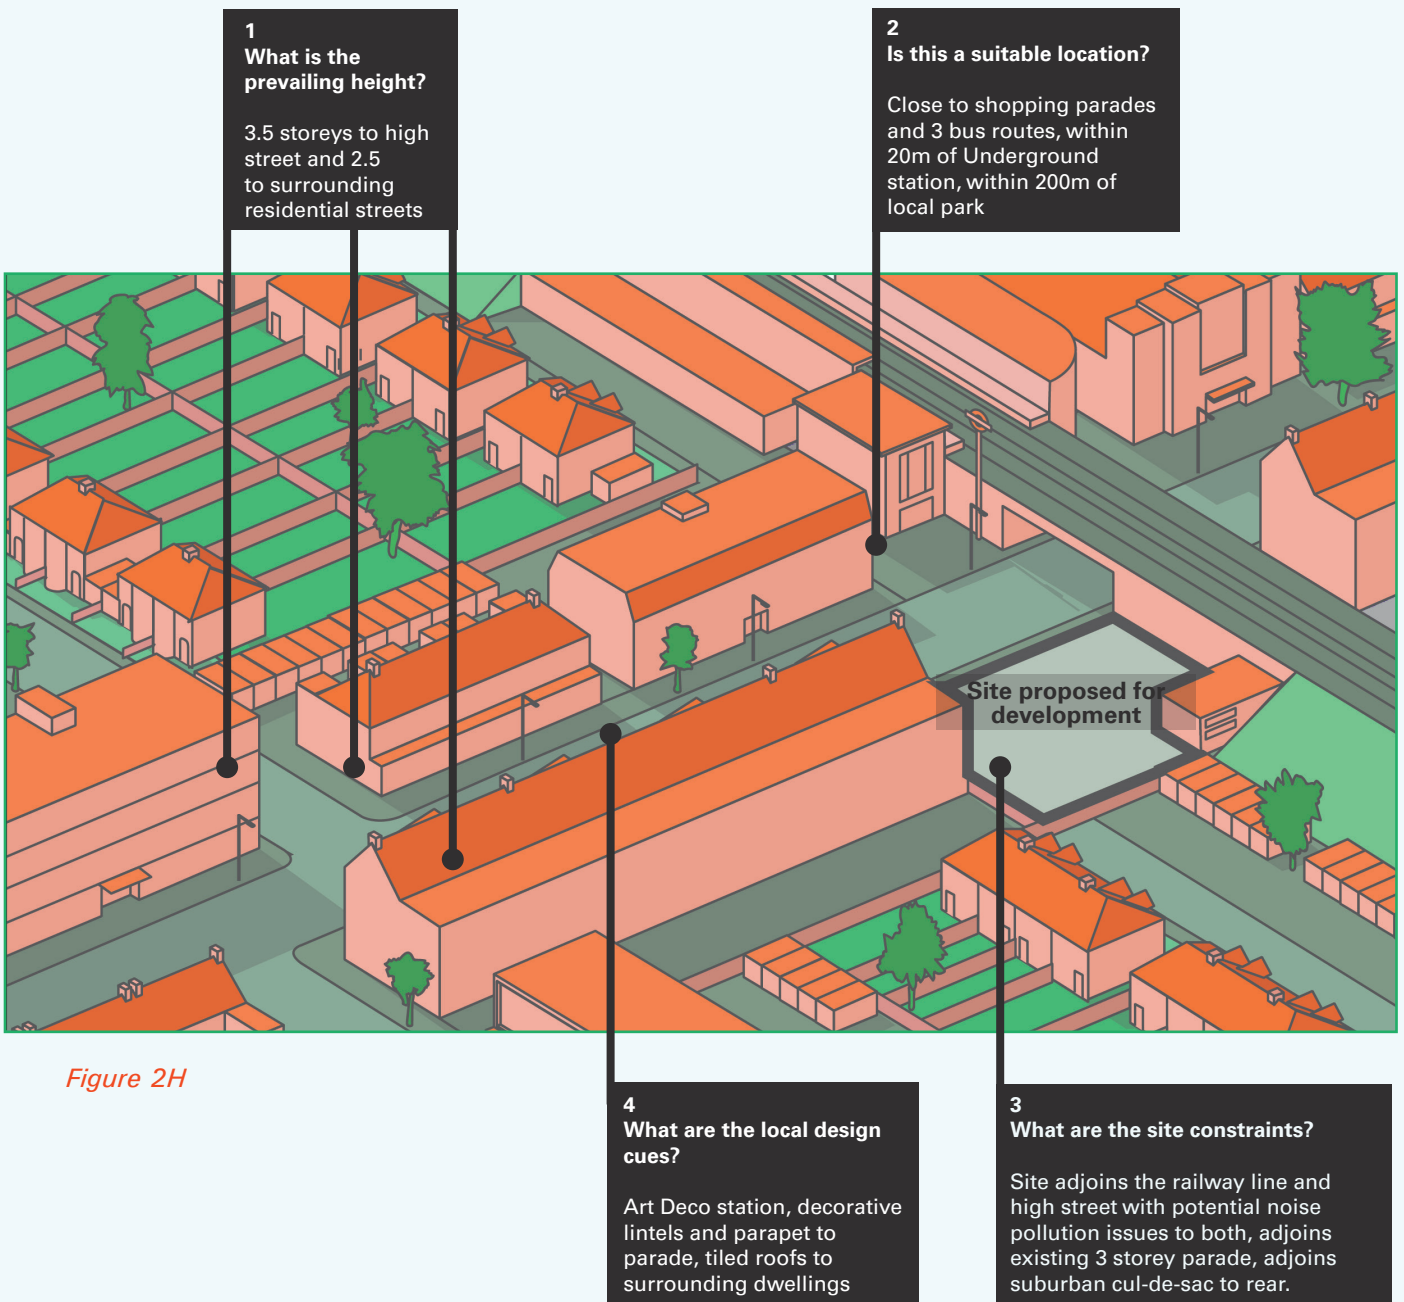 1
What is the
prevailing height?
3.5 storeys to high
street and 2.5
to surrounding
residential streets
2
Is this a suitable location?
Close to shopping parades
and 3 bus routes, within
20m of Underground
station, within 200m of
local park
Site proposed for
development
Figure 2H
4
What are the local design
cues?
Art Deco station, decorative
lintels and parapet to
parade, tiled roofs to
surrounding dwellings
3
What are the site constraints?
Site adjoins the railway line and
high street with potential noise
pollution issues to both, adjoins
existing 3 storey parade, adjoins
suburban cul-de-sac to rear.